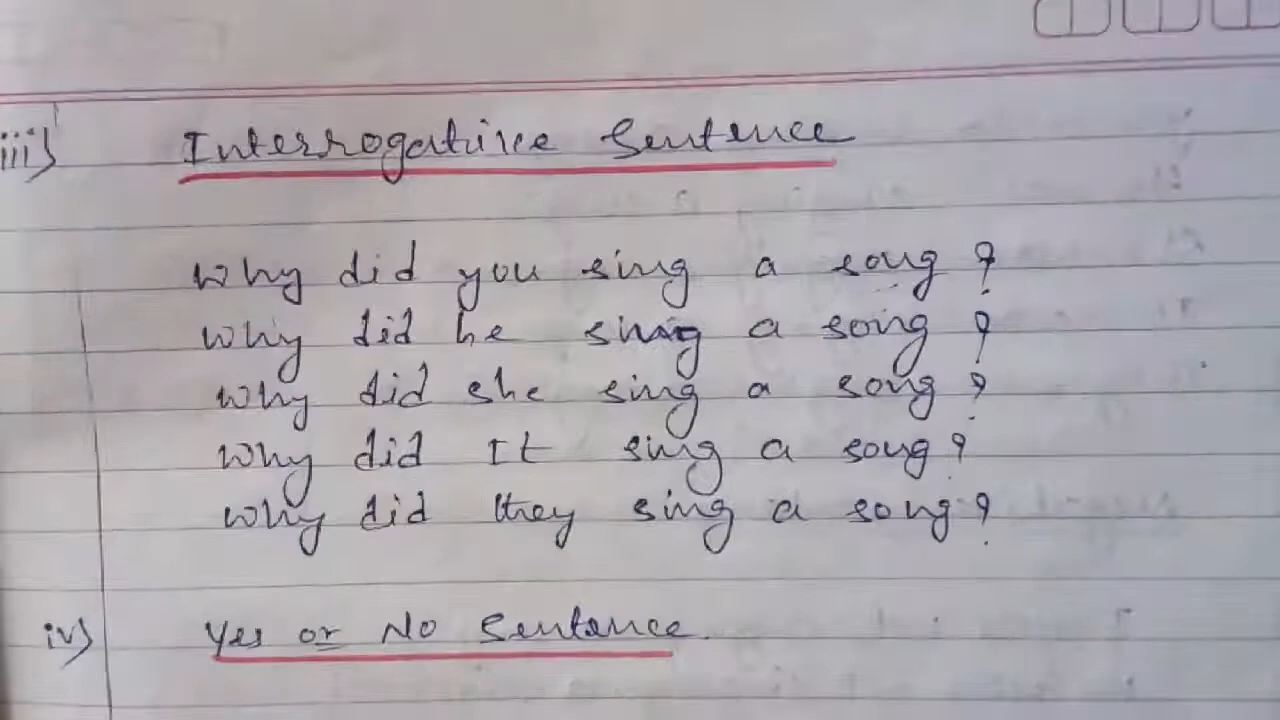 iii) Interrogative Sentence
Why did you sing a song?
Why did he sing a song?
Why did she sing a song?
Why did It sing a song?
Why did they sing a song?
iv) Yes or No Sentence.